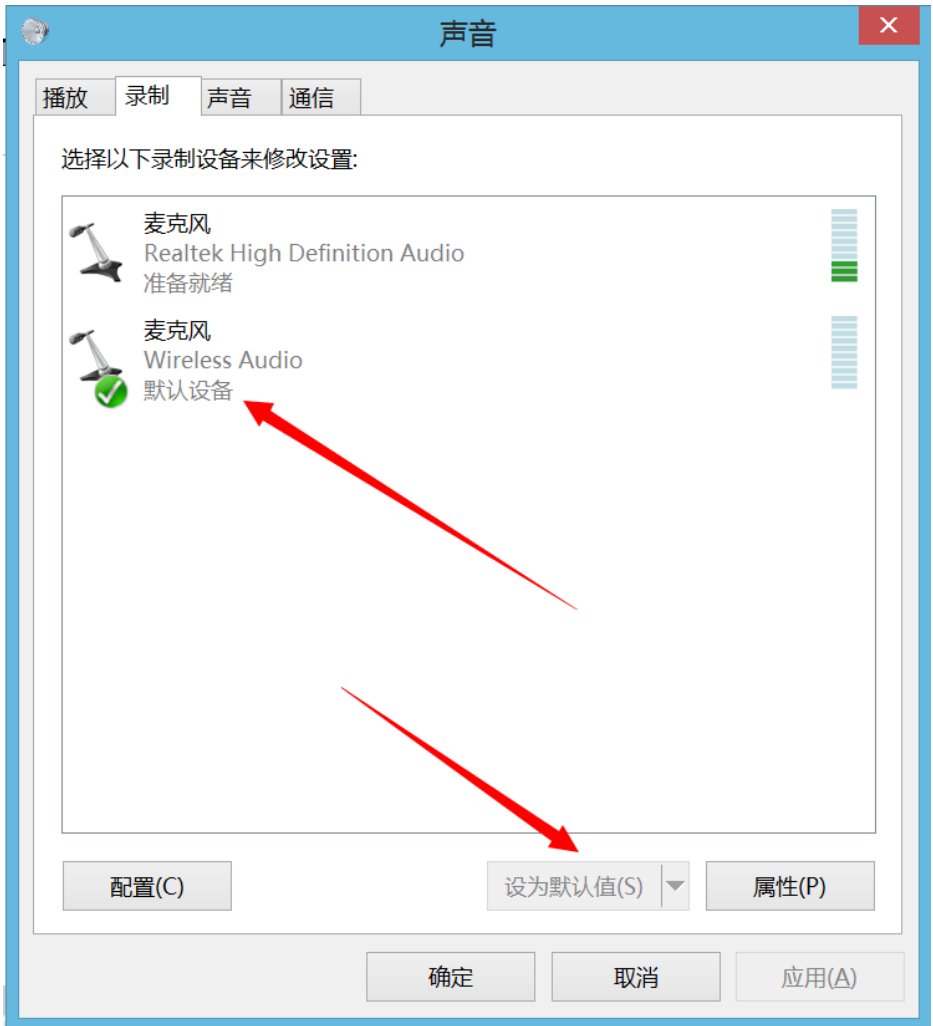 声音
播放 录制 声音 通信
选择以下录制设备来修改设置:
麦克风
Realtek High Definition Audio
准备就绪
麦克风
Wireless Audio
默认设备
配置(C) 设为默认值(S) 属性(P)
确定 取消 应用(A)